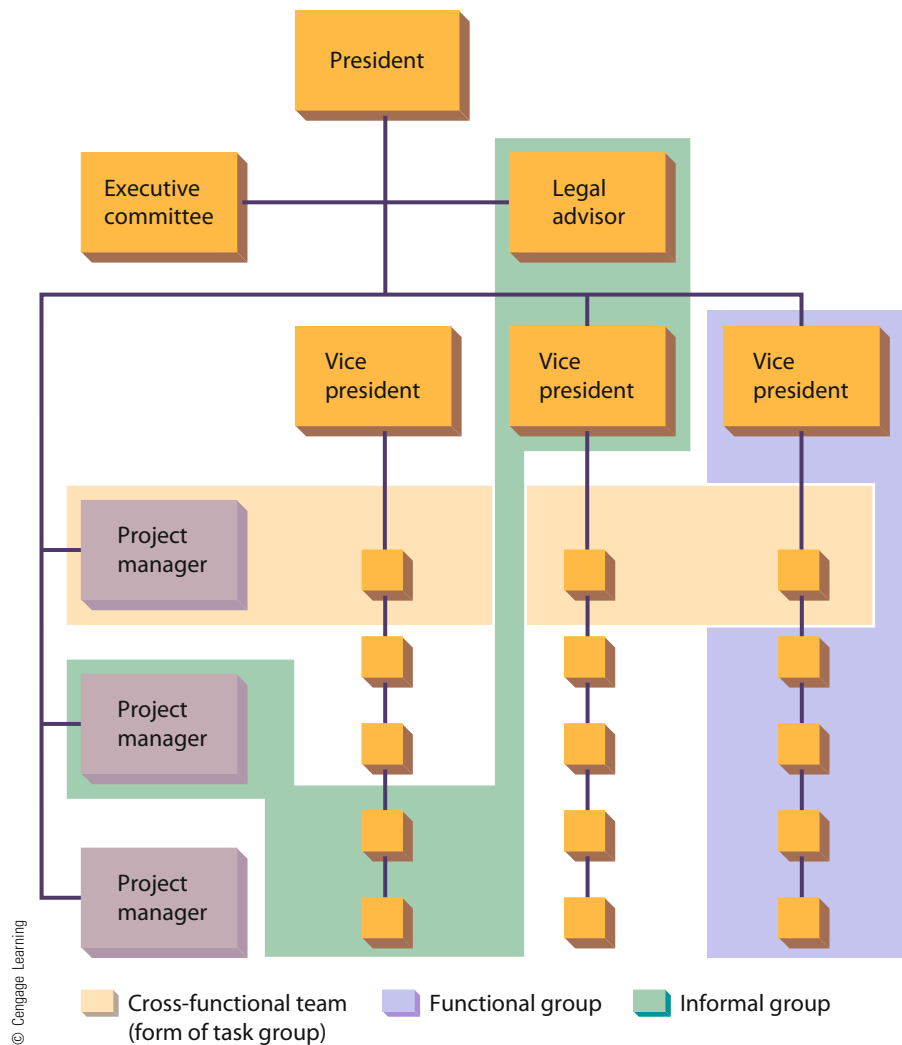 President
Executive
committee
Legal
advisor
Vice
president
Vice
president
Vice
president
Project
manager
Project
manager
Project
manager
© Cengage Learning
Cross-functional team
(form of task group)
Functional group
Informal group